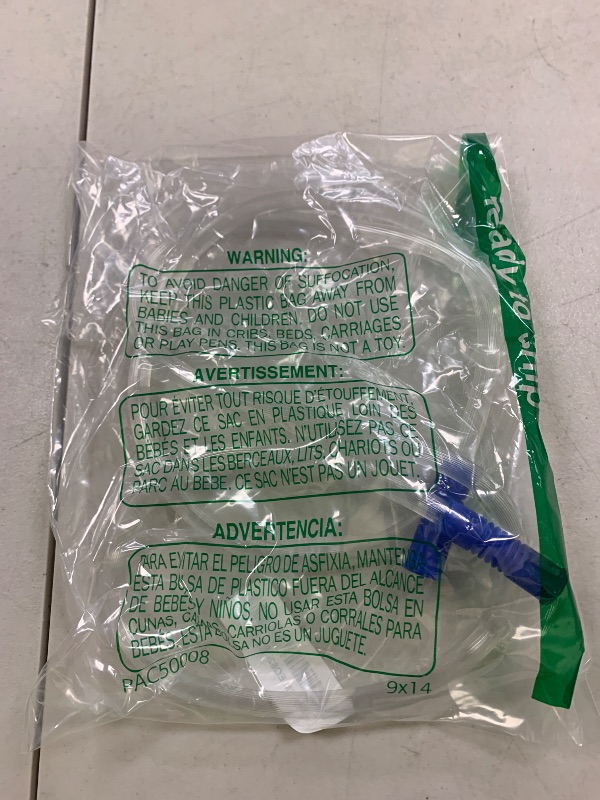 WARNING:
TO AVOID DANGER OF SUFFOCATION,
KEEP THIS PLASTIC BAG AWAY FROM
BABIES AND CHILDREN. DO NOT USE
THIS BAG IN CRIBS, BEDS, CARRIAGES
OR PLAY PENS. THIS BAG IS NOT A TOY.
AVERTISSEMENT:
POUR ÉVITER TOUT RISQUE D'ÉTOUFFEMENT,
GARDEZ CE SAC EN PLASTIQUE LOIN DES
BÉBÉS ET LES ENFANTS. N'UTILISEZ PAS CE
SAC DANS LES BERCEAUX, LITS, CHARIOTS OU
PARC AU BEBE. CE SAC N'EST PAS UN JOUET.
ADVERTENCIA:
PARA EVITAR EL PELIGRO DE ASFIXIA, MANTENGA
ESTA BOLSA DE PLASTICO FUERA DEL ALCANCE
DE BEBES Y NINOS. NO USAR ESTA BOLSA EN
CUNAS, CARRIOLAS O CORRALES PARA
BEBES. ESTA NO ES UN JUGUETE.
PAC50008
9x14
ready to ship